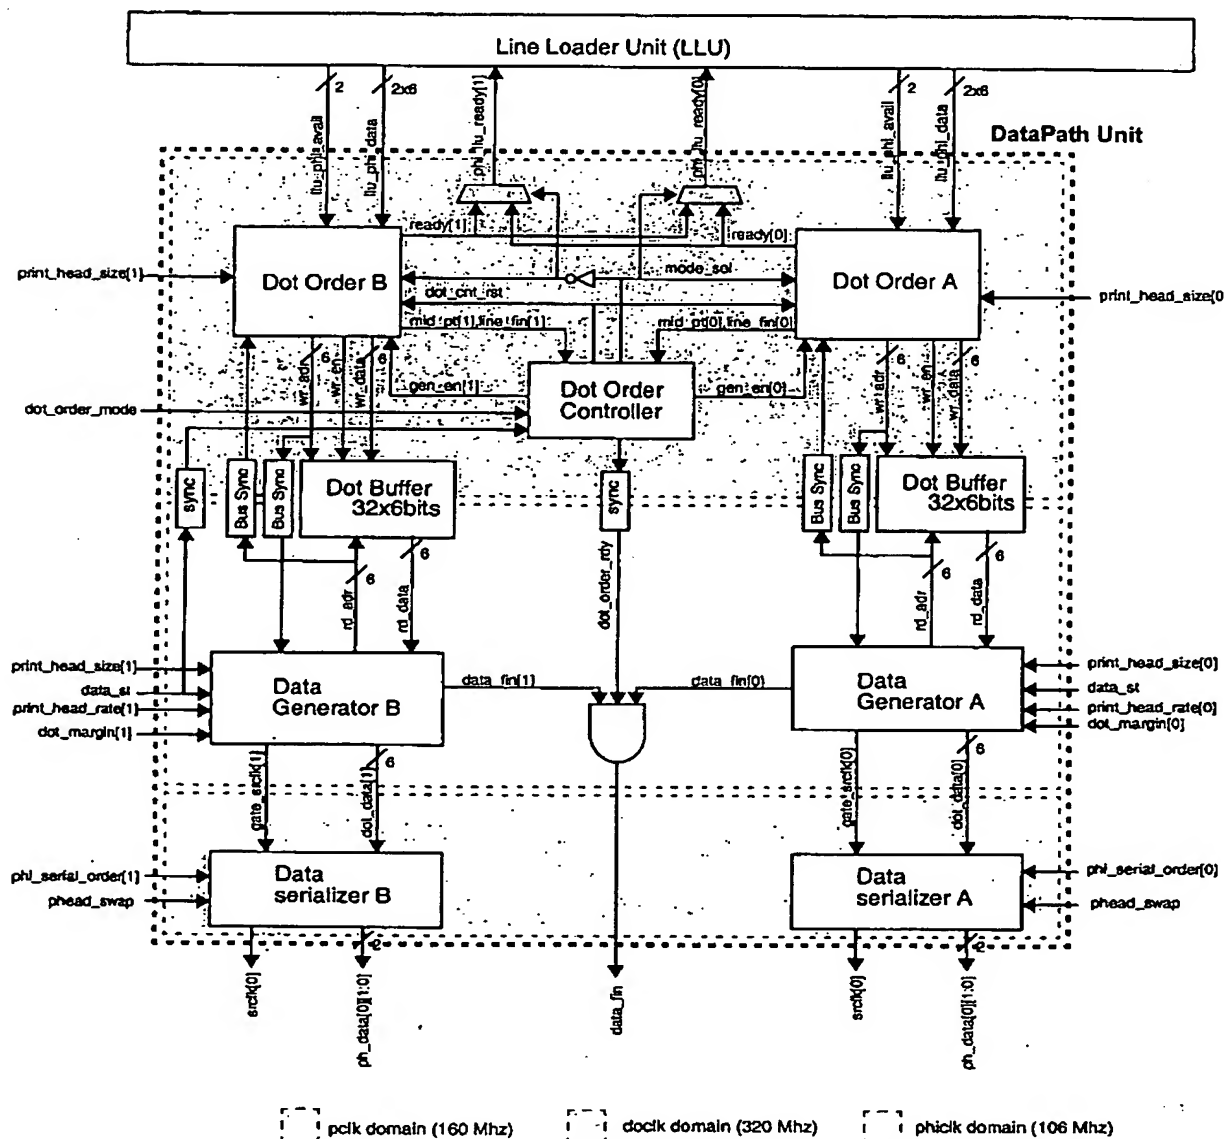 Line Loader Unit (LLU)
2
2x6
2
2x6
llu_phi_avail
llu_phi_data
phi_llu_ready[1]
phi_llu_ready[0]
llu_phi_avail
llu_phi_data
DataPath Unit
ready[1]
ready[0]
print_head_size[1]
Dot Order B
mode_sel
Dot Order A
dot_cnt_rst
print_head_size[0
mid_pt[1],line_fin[1]
mid_pt[0],line_fin[0]
6
6
6
6
wr_adr
wr_en
wr_data
gen_en[1]
Dot Order
Controller
gen_en[0]
wr_adr
wr_en
wr_data
dot_order_mode
sync
Bus Sync
Bus Sync
Dot Buffer
32x6bits
sync
Bus Sync
Bus Sync
Dot Buffer
32x6bits
6
6
6
6
rd_adr
rd_data
dot_order_rdy
rd_adr
rd_data
print_head_size[1]
data_st
print_head_rate[1]
dot_margin[1]
Data
Generator B
data_fin[1]
data_fin[0]
Data
Generator A
print_head_size[0]
data_st
print_head_rate[0]
dot_margin[0]
gate_srclk[1]
dot_data[1]
6
gate_srclk[0]
dot_data[0]
6
phi_serial_order[1]
phead_swap
Data
serializer B
Data
serializer A
phi_serial_order[0]
phead_swap
2
2
srclk[0]
ph_data[0][1:0]
data_fin
srclk[0]
ph_data[0][1:0]
pclk domain (160 Mhz)
doclk domain (320 Mhz)
phiclk domain (106 Mhz)